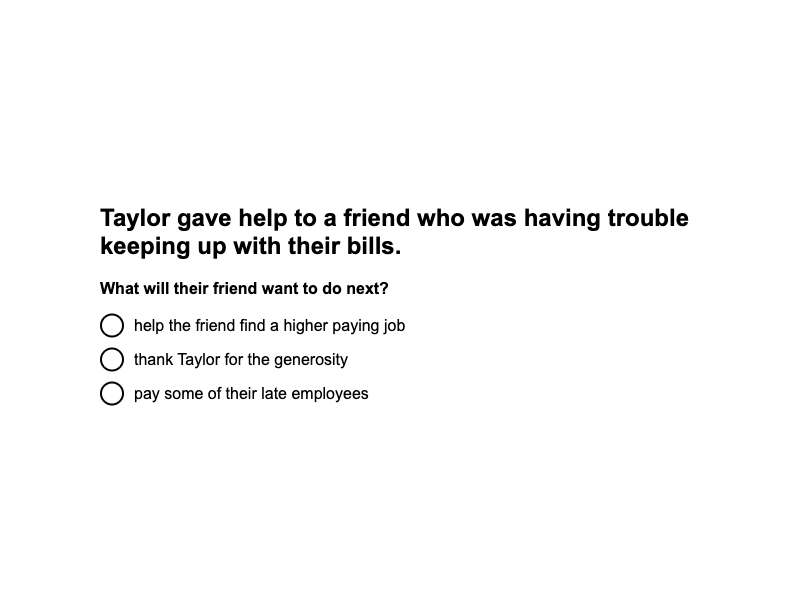 Taylor gave help to a friend who was having trouble
keeping up with their bills.
What will their friend want to do next?
help the friend find a higher paying job
thank Taylor for the generosity
pay some of their late employees